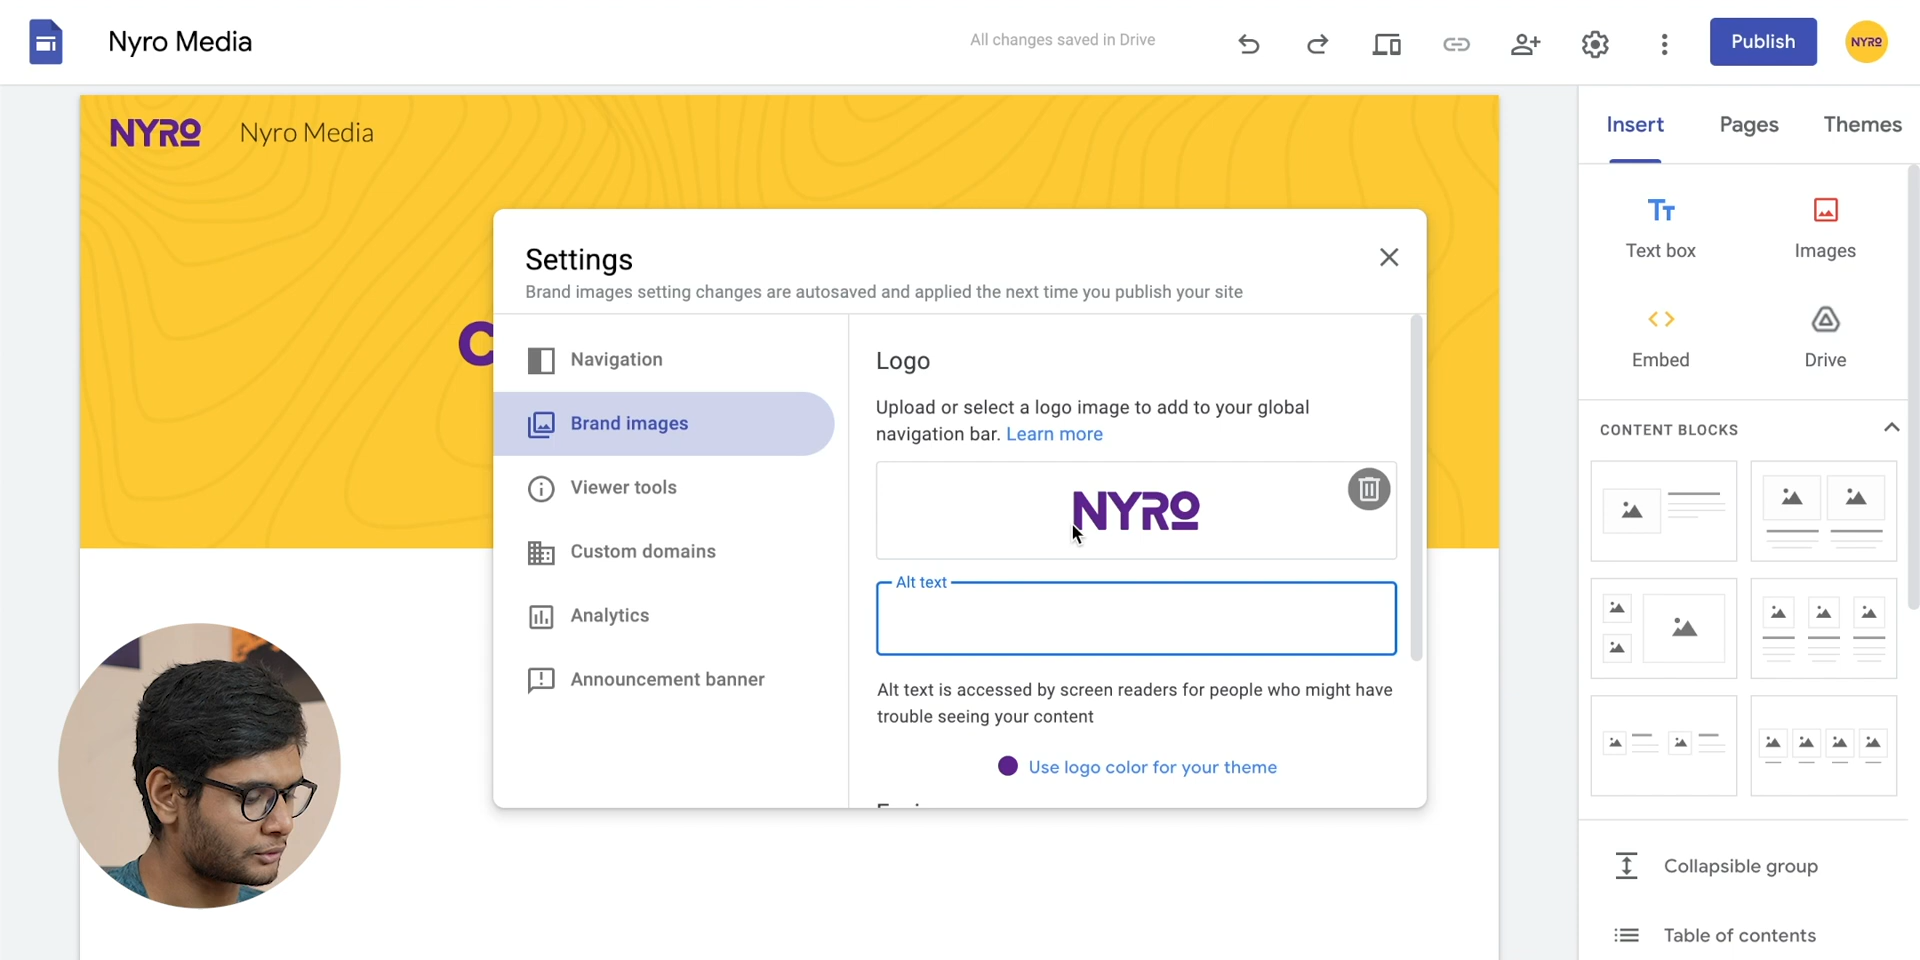 Nyro Media
All changes saved in Drive
Publish
NYRO
NYRO
Nyro Media
C
Settings
Brand images setting changes are autosaved and applied the next time you publish your site
Navigation
Brand images
Viewer tools
Custom domains
Analytics
Announcement banner
Logo
Upload or select a logo image to add to your global
navigation bar. Learn more
NYRO
Alt text
Alt text is accessed by screen readers for people who might have
trouble seeing your content
Use logo color for your theme
Insert
Pages
Themes
Tт
Text box
Images
Embed
Drive
CONTENT BLOCKS
Collapsible group
Table of contents